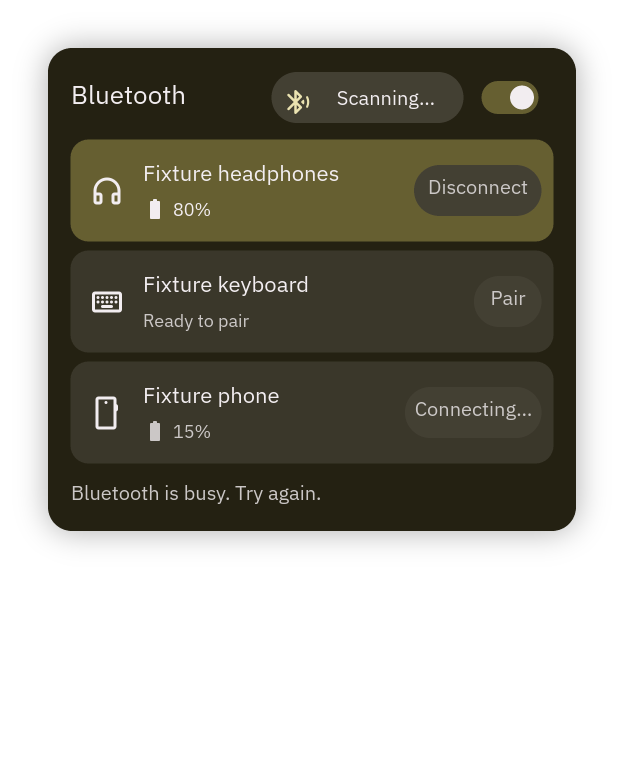 Bluetooth
Scanning...
Fixture headphones
80%
Disconnect
Fixture keyboard
Ready to pair
Pair
Fixture phone
15%
Connecting...
Bluetooth is busy. Try again.